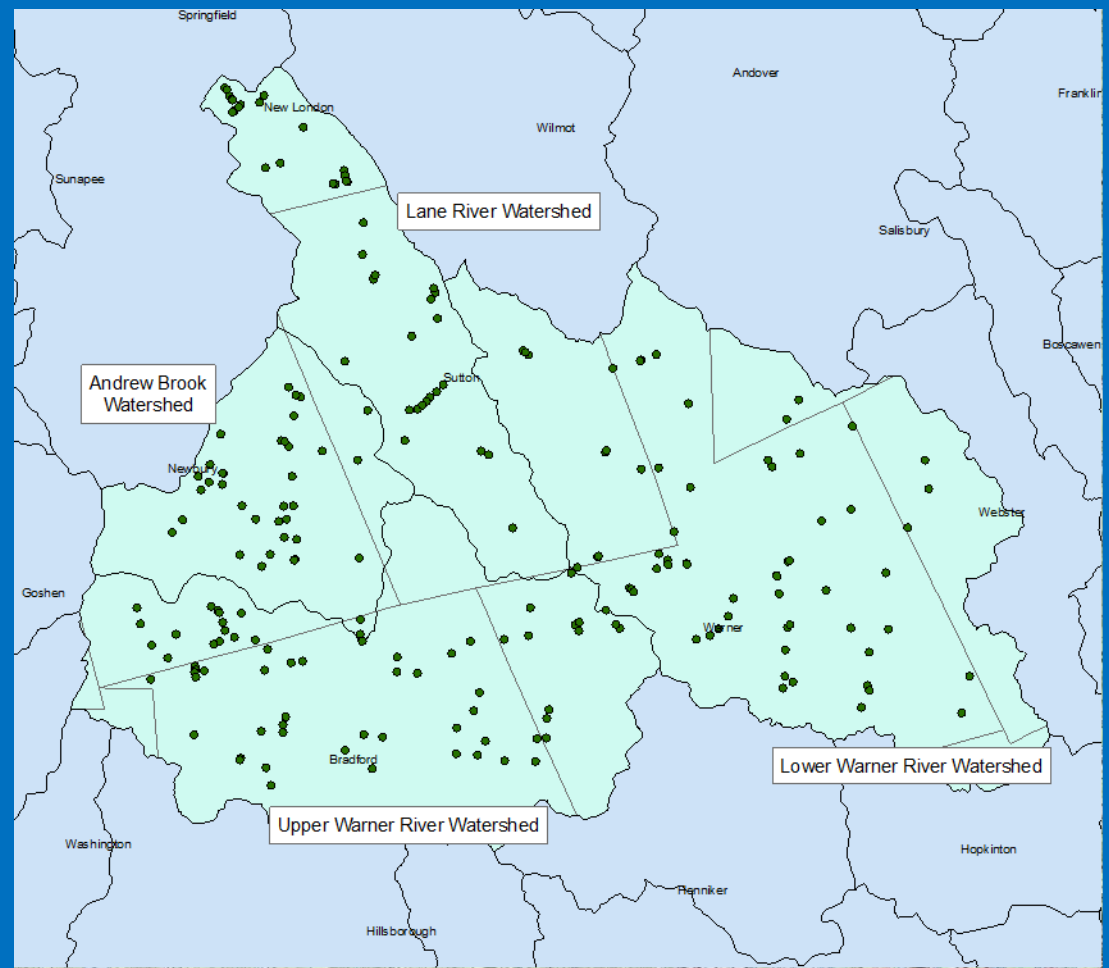 Springfield
Andover
Franklin
New London
Wilmot
Sunapee
Lane River Watershed
Salisbury
Boscawen
Andrew Brook
Watershed
Sutton
Newbury
Webster
Goshen
Warner
Bradford
Lower Warner River Watershed
Upper Warner River Watershed
Washington
Hopkinton
Henniker
Hillsborough